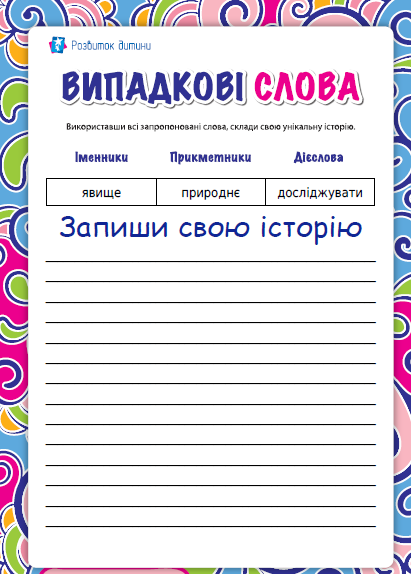 Розвиток дитини
ВИПАДКОВІ СЛОВА
Використавши всі запропоновані слова, склади свою унікальну історію.
Іменники Прикметники Дієслова
явище природнє досліджувати
Запиши свою історію